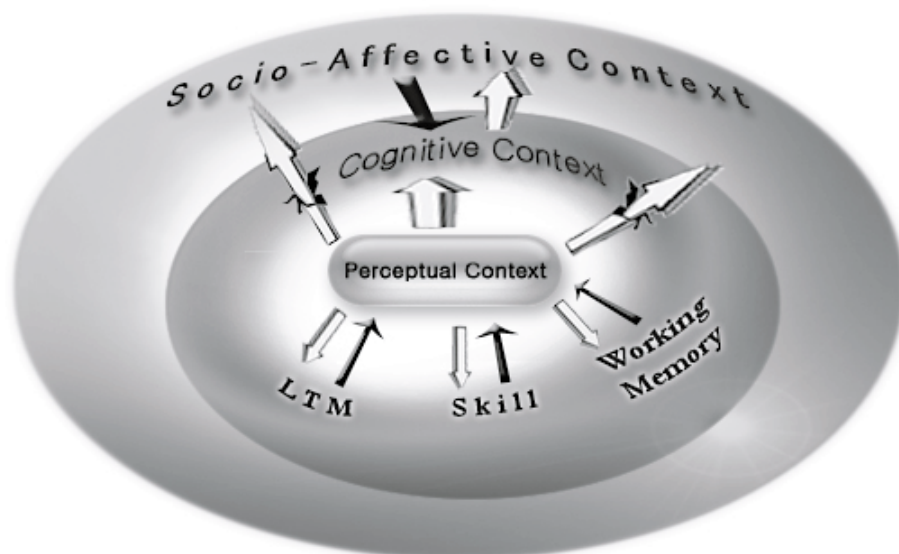 Socio-Affective Context
Cognitive Context
Perceptual Context
LTM
Skill
Working
Memory